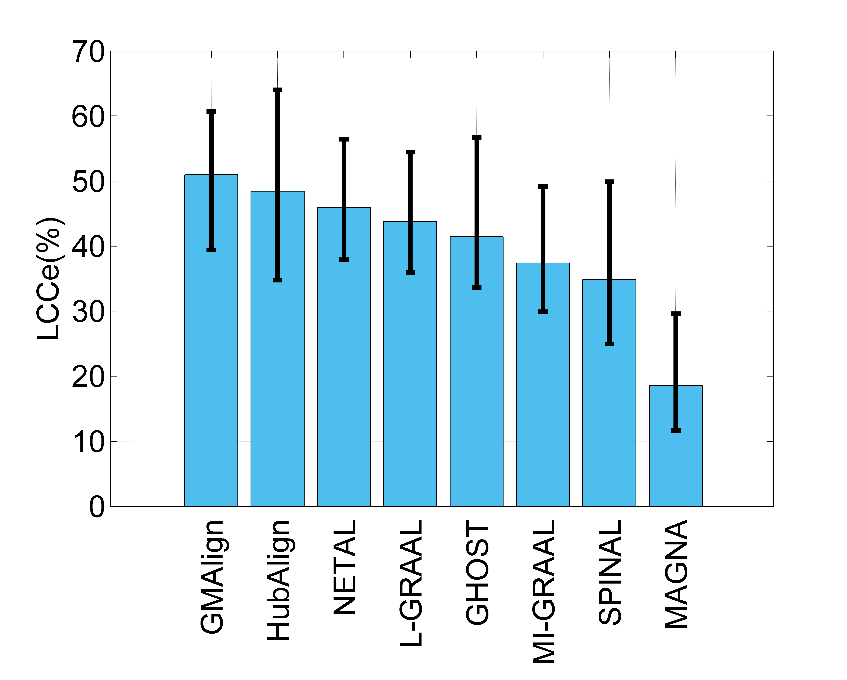 70
60
50
40
30
20
10
0
LCCe(%)
GMAlign
HubAlign
NETAL
L-GRAAL
GHOST
MI-GRAAL
SPINAL
MAGNA